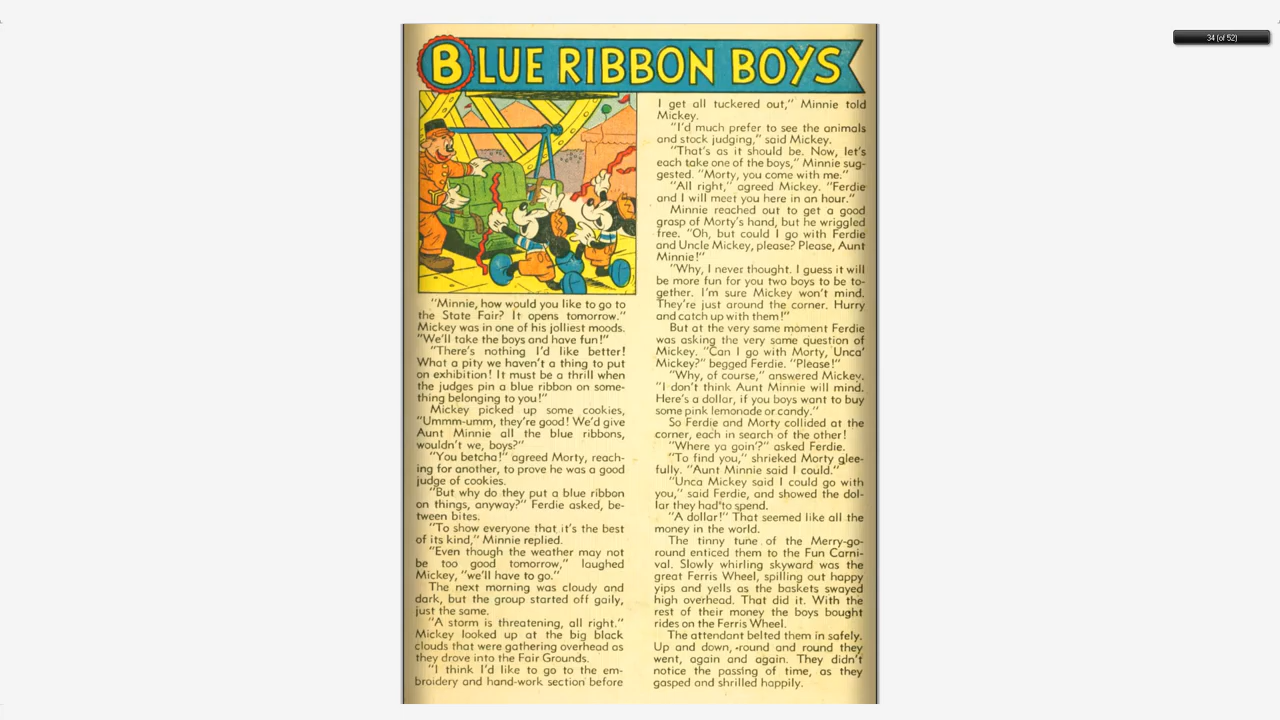 34 (of 52)
BLUE RIBBON BOYS
"Minnie, how would you like to go to
the State Fair? It opens tomorrow."
Mickey was in one of his jolliest moods.
"We'll take the boys and have fun!"
"There's nothing I'd like better!
What a pity we haven't a thing to put
on exhibition! It must be a thrill when
the judges pin a blue ribbon on some-
thing belonging to you!"
Mickey picked up some cookies,
"Ummm-umm, they're good! We'd give
Aunt Minnie all the blue ribbons,
wouldn't we, boys?"
"You betcha!" agreed Morty, reach-
ing for another, to prove he was a good
judge of cookies.
"But why do they put a blue ribbon
on things, anyway?" Ferdie asked, be-
tween bites.
"To show everyone that it's the best
of its kind," Minnie replied.
"Even though the weather may not
be too good tomorrow," laughed
Mickey, "we'll have to go."
The next morning was cloudy and
dark, but the group started off gaily,
just the same.
"A storm is threatening, all right."
Mickey looked up at the big black
clouds that were gathering overhead as
they drove into the Fair Grounds.
"I think I'd like to go to the em-
broidery and hand-work section before
I get all tuckered out," Minnie told
Mickey.
"I'd much prefer to see the animals
and stock judging," said Mickey.
"That's as it should be. Now, let's
each take one of the boys," Minnie sug-
gested. "Morty, you come with me."
"All right," agreed Mickey. "Ferdie
and I will meet you here in an hour."
Minnie reached out to get a good
grasp of Morty's hand, but he wriggled
free. "Oh, but could I go with Ferdie
and Uncle Mickey, please? Please, Aunt
Minnie!"
"Why, I never thought. I guess it will
be more fun for you two boys to be to-
gether. I'm sure Mickey won't mind.
They're just around the corner. Hurry
and catch up with them!"
But at the very same moment Ferdie
was asking the very same question of
Mickey. "Can I go with Morty, Unca'
Mickey?" begged Ferdie. "Please!"
"Why, of course," answered Mickey.
"I don't think Aunt Minnie will mind.
Here's a dollar, if you boys want to buy
some pink lemonade or candy."
So Ferdie and Morty collided at the
corner, each in search of the other!
"Where ya goin'?" asked Ferdie.
"To find you," shrieked Morty glee-
fully. "Aunt Minnie said I could."
"Unca Mickey said I could go with
you," said Ferdie, and showed the dol-
lar they had to spend.
"A dollar!" That seemed like all the
money in the world.
The tinny tune of the Merry-go-
round enticed them to the Fun Carni-
val. Slowly whirling skyward was the
great Ferris Wheel, spilling out happy
yips and yells as the baskets swayed
high overhead. That did it. With the
rest of their money the boys bought
rides on the Ferris Wheel.
The attendant belted them in safely.
Up and down, round and round they
went, again and again. They didn't
notice the passing of time, as they
gasped and shrilled happily.